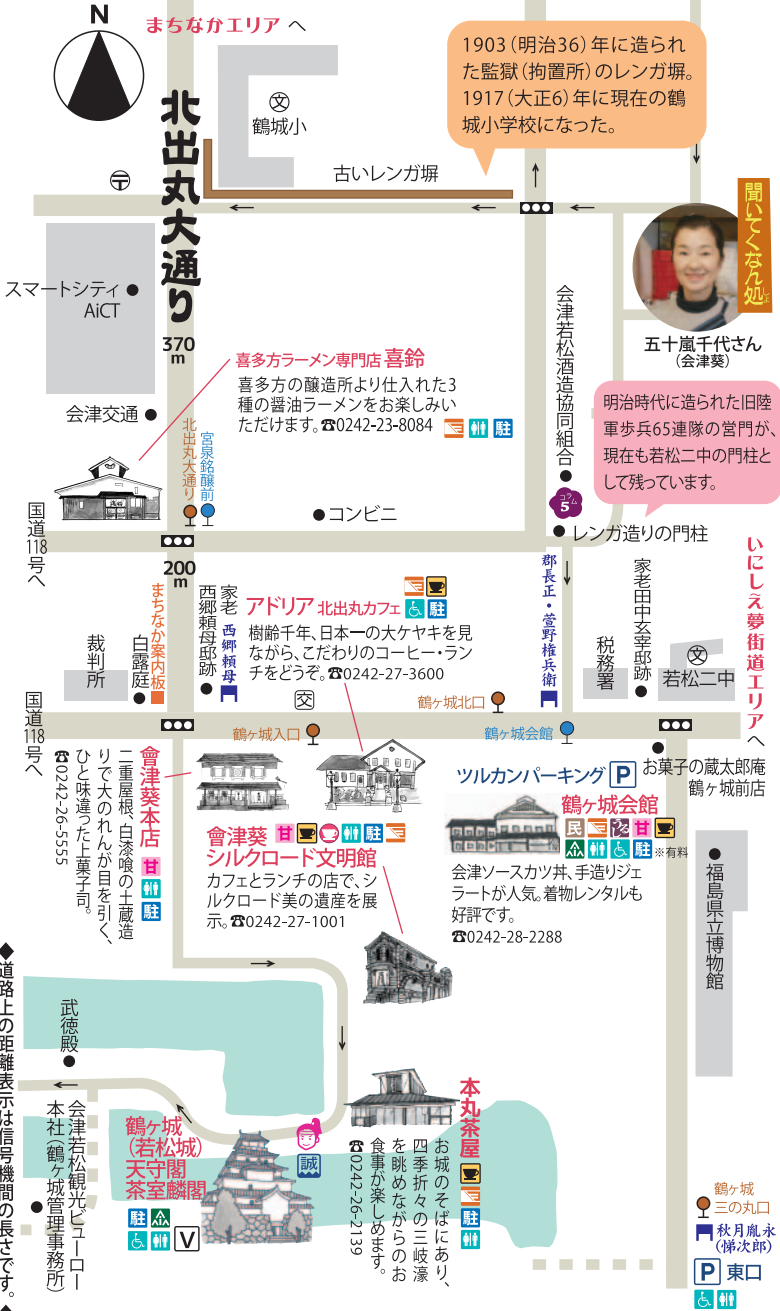 N
まちなかエリア へ
1903（明治36）年に造られ
た監獄（拘置所）のレンガ塀。
1917（大正6）年に現在の鶴
城小学校になった。
文
鶴城小
北出丸大通り
〒
古いレンガ塀
聞いてくなん処
しょ
五十嵐千代さん
（会津葵）
スマートシティ
AiCT
370
m
会津若松酒造協同組合
喜多方ラーメン専門店 喜鈴
喜多方の醸造所より仕入れた3
種の醤油ラーメンをお楽しみい
ただけます。☎0242-23-8084
駐
明治時代に造られた旧陸
軍歩兵65連隊の営門が、
現在も若松二中の門柱と
して残っています。
会津交通
北出丸大通り
宮泉銘醸前
コラム
5
コンビニ
レンガ造りの門柱
国道118号へ
200
m
いにしえ夢街道エリアへ
まちなか案内板
白露庭
裁判所
家老
西郷頼母邸跡
西郷頼母
アドリア 北出丸カフェ
駐
樹齢千年、日本一の大ケヤキを見
ながら、こだわりのコーヒー・ラン
チをどうぞ。☎0242-27-3600
郡長正・萱野権兵衛
税務署
家老田中玄宰邸跡
文
若松二中
交
鶴ヶ城北口
国道118号へ
鶴ヶ城入口
鶴ヶ城会館
お菓子の蔵太郎庵
鶴ヶ城前店
ツルカンパーキング P
會津葵本店
甘
駐
二重屋根、白漆喰の土蔵造
りで大のれんが目を引く、
ひと味違った上菓子司。
☎0242-26-5555
會津葵
シルクロード文明館
甘 駐
カフェとランチの店で、シ
ルクロード美の遺産を展
示。☎0242-27-1001
鶴ヶ城会館
民 うる 甘
駐 ※有料
会津ソースカツ丼、手造りジェ
ラートが人気。着物レンタルも
好評です。
☎0242-28-2288
福島県立博物館
◆道路上の距離表示は信号機間の長さです。◆
武徳殿
会津若松観光ビューロー
本社（鶴ヶ城管理事務所）
鶴ヶ城
（若松城）
天守閣
茶室麟閣
駐
V
誠
本丸茶屋
駐
お城のそばにあり、
四季折々の三岐濠
を眺めながらのお
食事が楽しめます。
☎0242-26-2139
鶴ヶ城
三の丸口
秋月胤永
（悌次郎）
P 東口